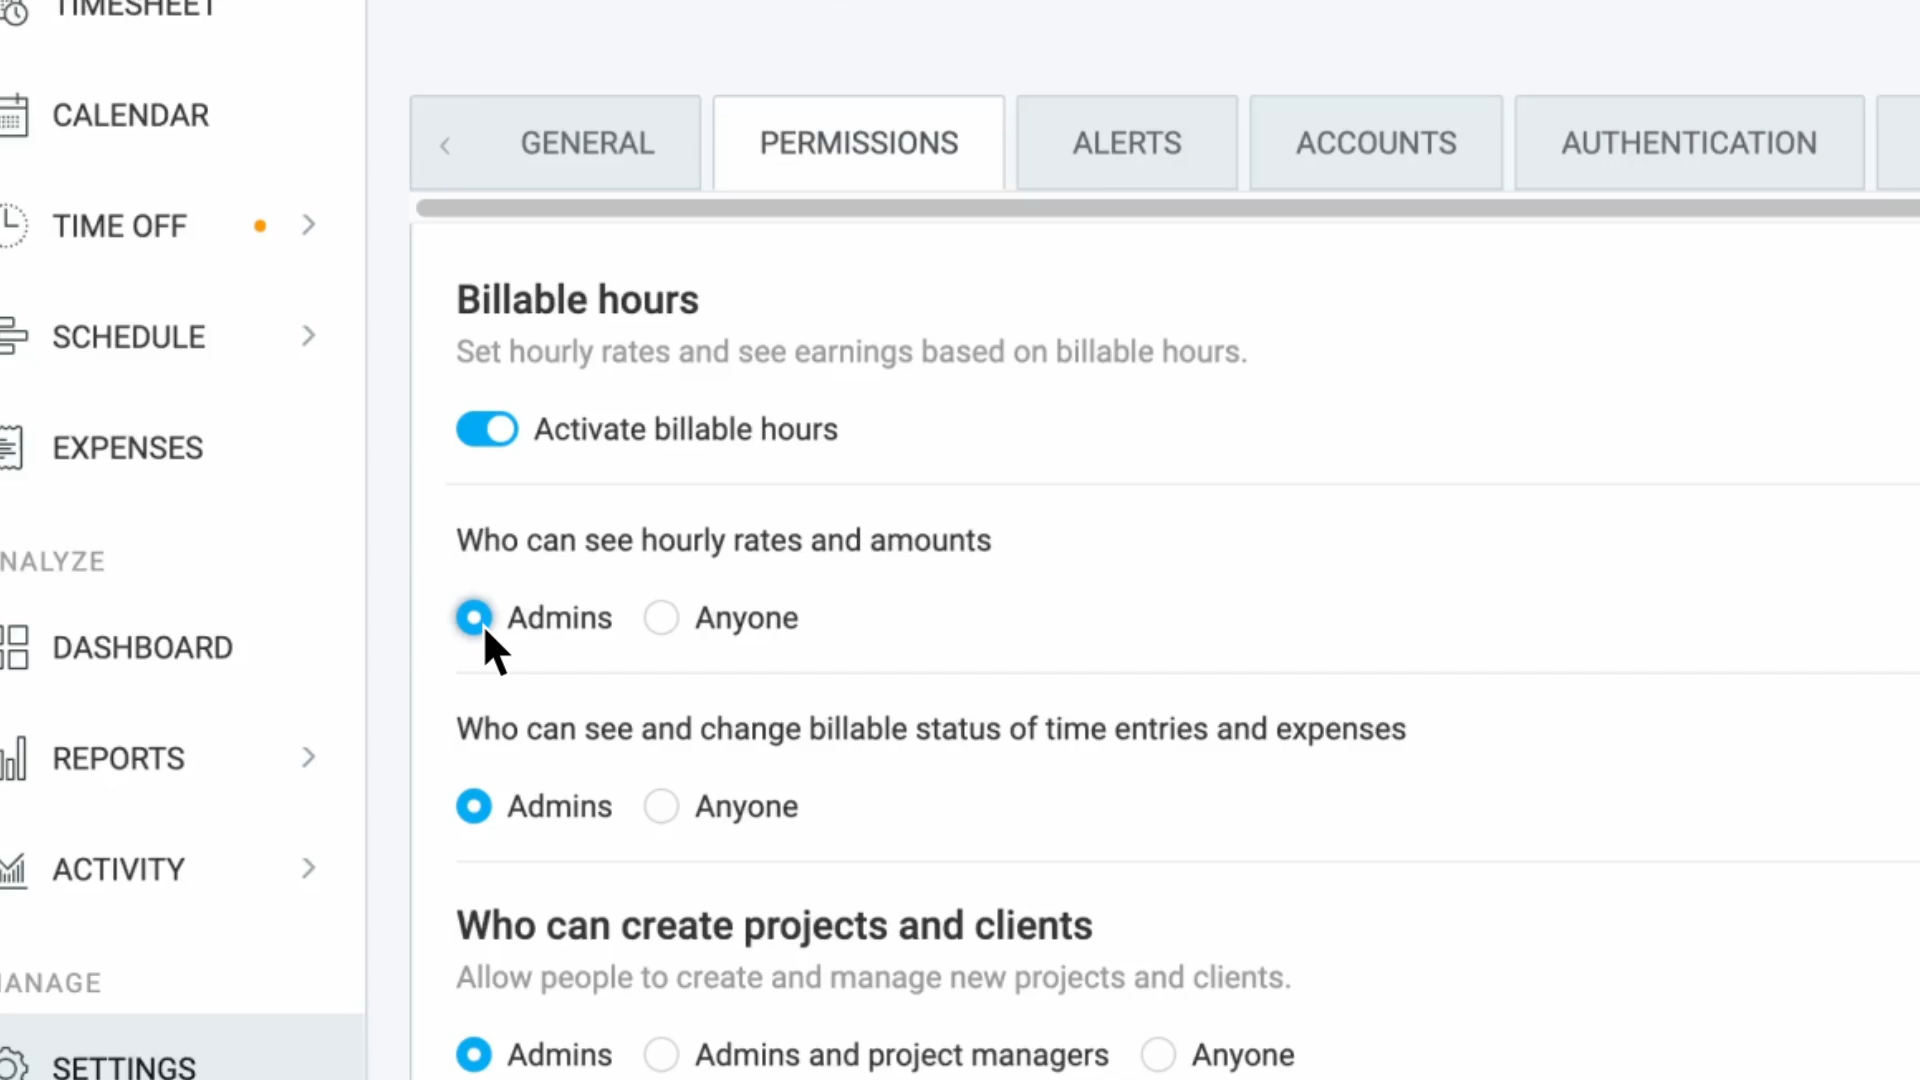 TIMESHEET
CALENDAR
TIME OFF
SCHEDULE
EXPENSES
NALYZE
DASHBOARD
REPORTS
ACTIVITY
ANAGE
SETTINGS
GENERAL
PERMISSIONS
ALERTS
ACCOUNTS
AUTHENTICATION
Billable hours
Set hourly rates and see earnings based on billable hours.
Activate billable hours
Who can see hourly rates and amounts
Admins Anyone
Who can see and change billable status of time entries and expenses
Admins Anyone
Who can create projects and clients
Allow people to create and manage new projects and clients.
Admins Admins and project managers Anyone